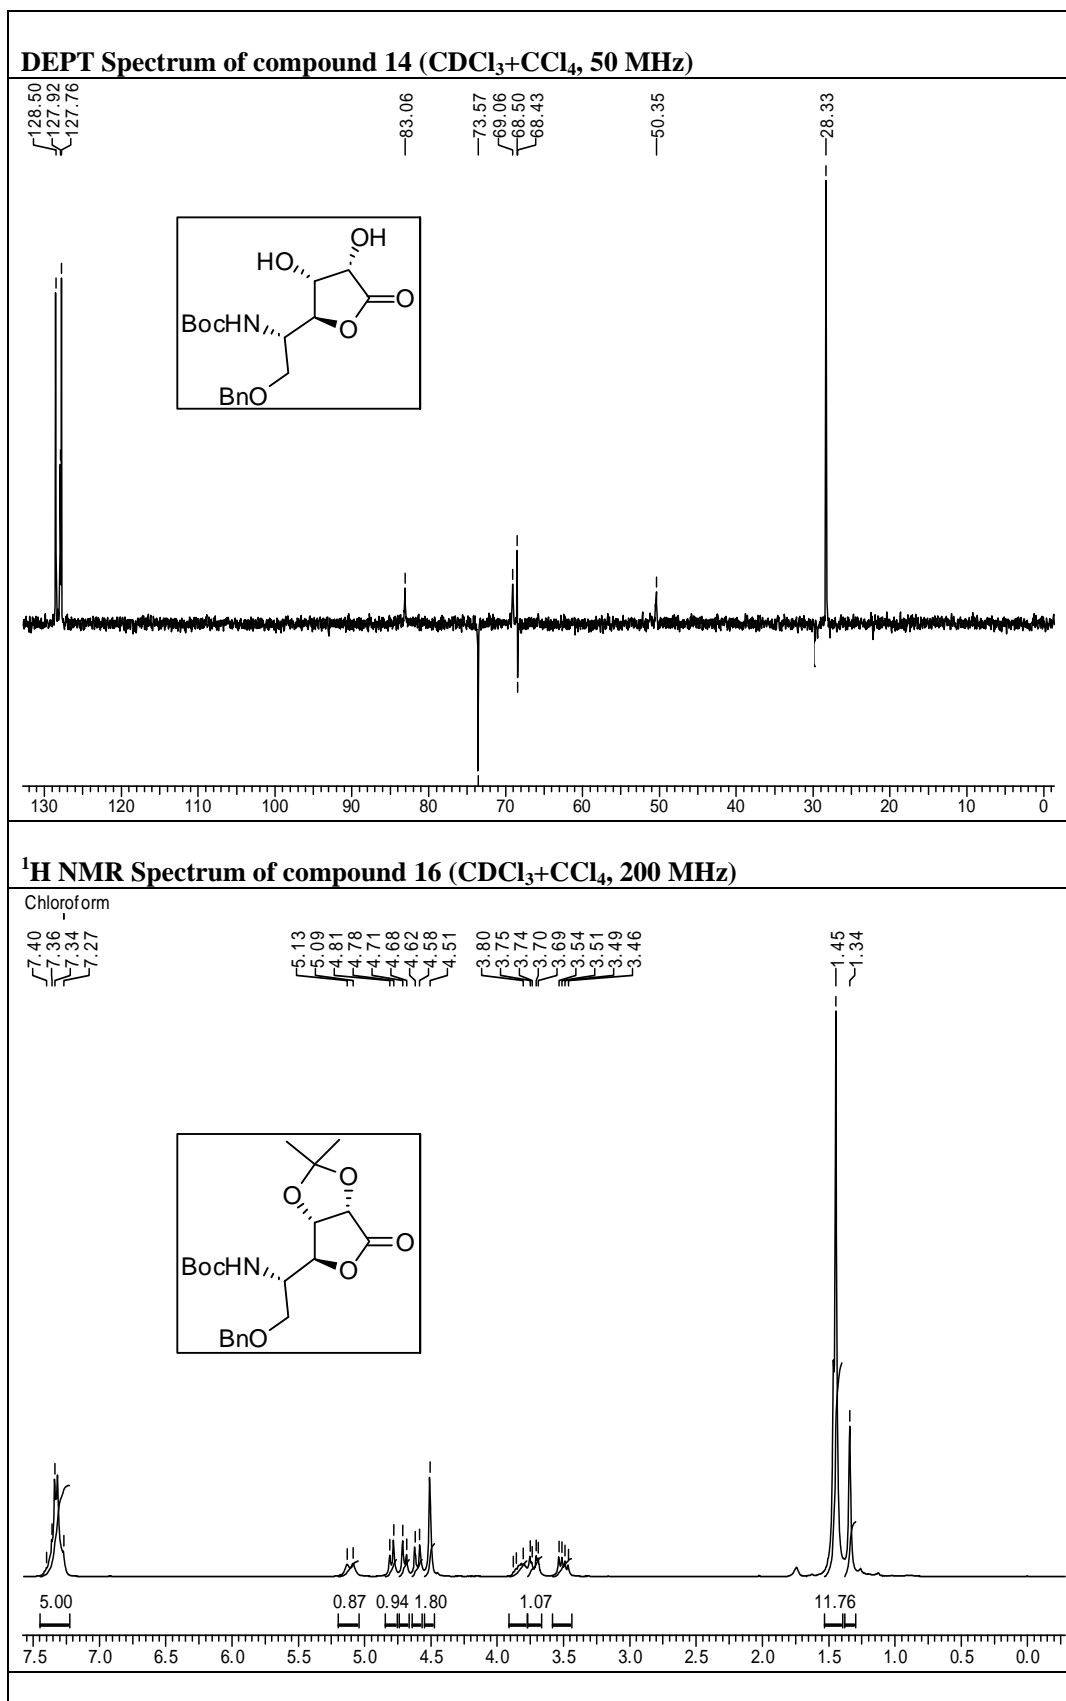 DEPT Spectrum of compound 14 (CDCl3+CCl4, 50 MHz)
128.50
127.92
127.76
83.06
73.57
69.06
68.50
68.43
50.35
28.33
OH
HO
O
BocHN
O
BnO
130 120 110 100 90 80 70 60 50 40 30 20 10 0
1H NMR Spectrum of compound 16 (CDCl3+CCl4, 200 MHz)
Chloroform
7.40
7.36
7.34
7.27
5.13
5.09
4.81
4.78
4.71
4.68
4.62
4.58
4.51
3.80
3.75
3.74
3.70
3.69
3.54
3.51
3.49
3.46
1.45
1.34
O
O
O
BocHN
O
BnO
5.00 0.87 0.94 1.80 1.07 11.76
7.5 7.0 6.5 6.0 5.5 5.0 4.5 4.0 3.5 3.0 2.5 2.0 1.5 1.0 0.5 0.0